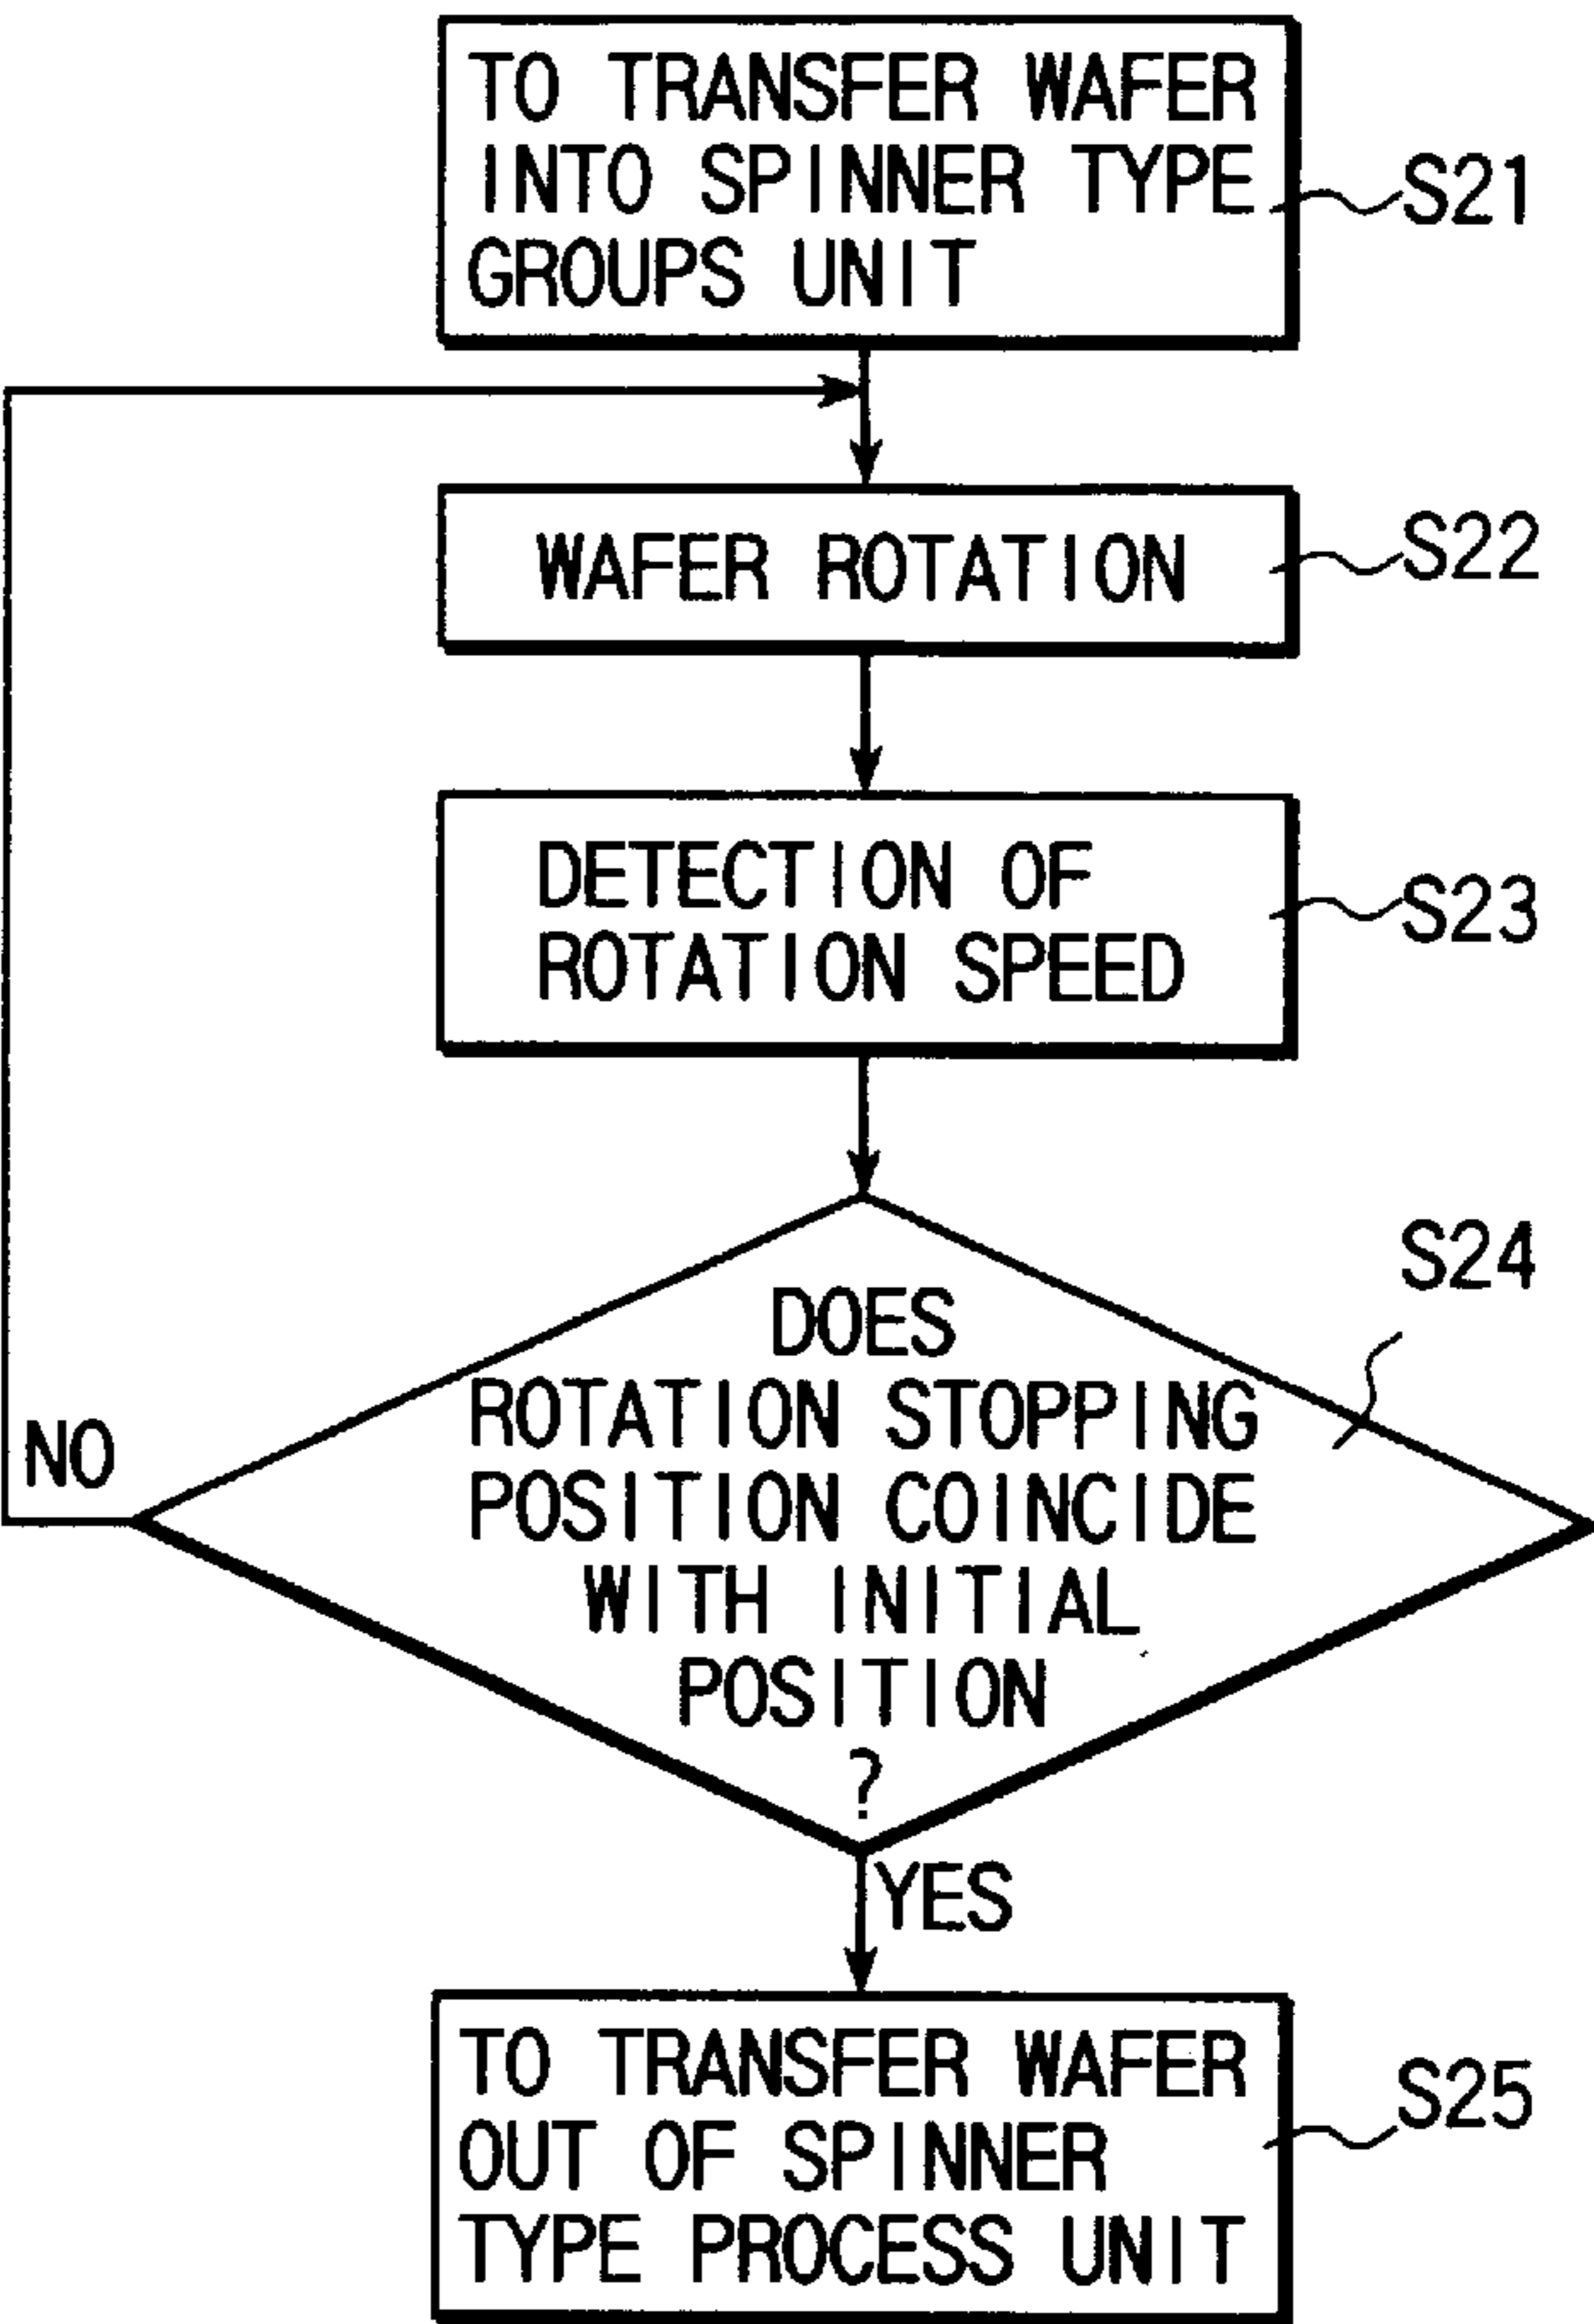 TO TRANSFER WAFER
INTO SPINNER TYPE
GROUPS UNIT
S21
WAFER ROTATION
S22
DETECTION OF
ROTATION SPEED
S23
S24
DOES
ROTATION STOPPING
POSITION COINCIDE
WITH INITIAL
POSITION
?
NO
YES
TO TRANSFER WAFER
OUT OF SPINNER
TYPE PROCESS UNIT
S25